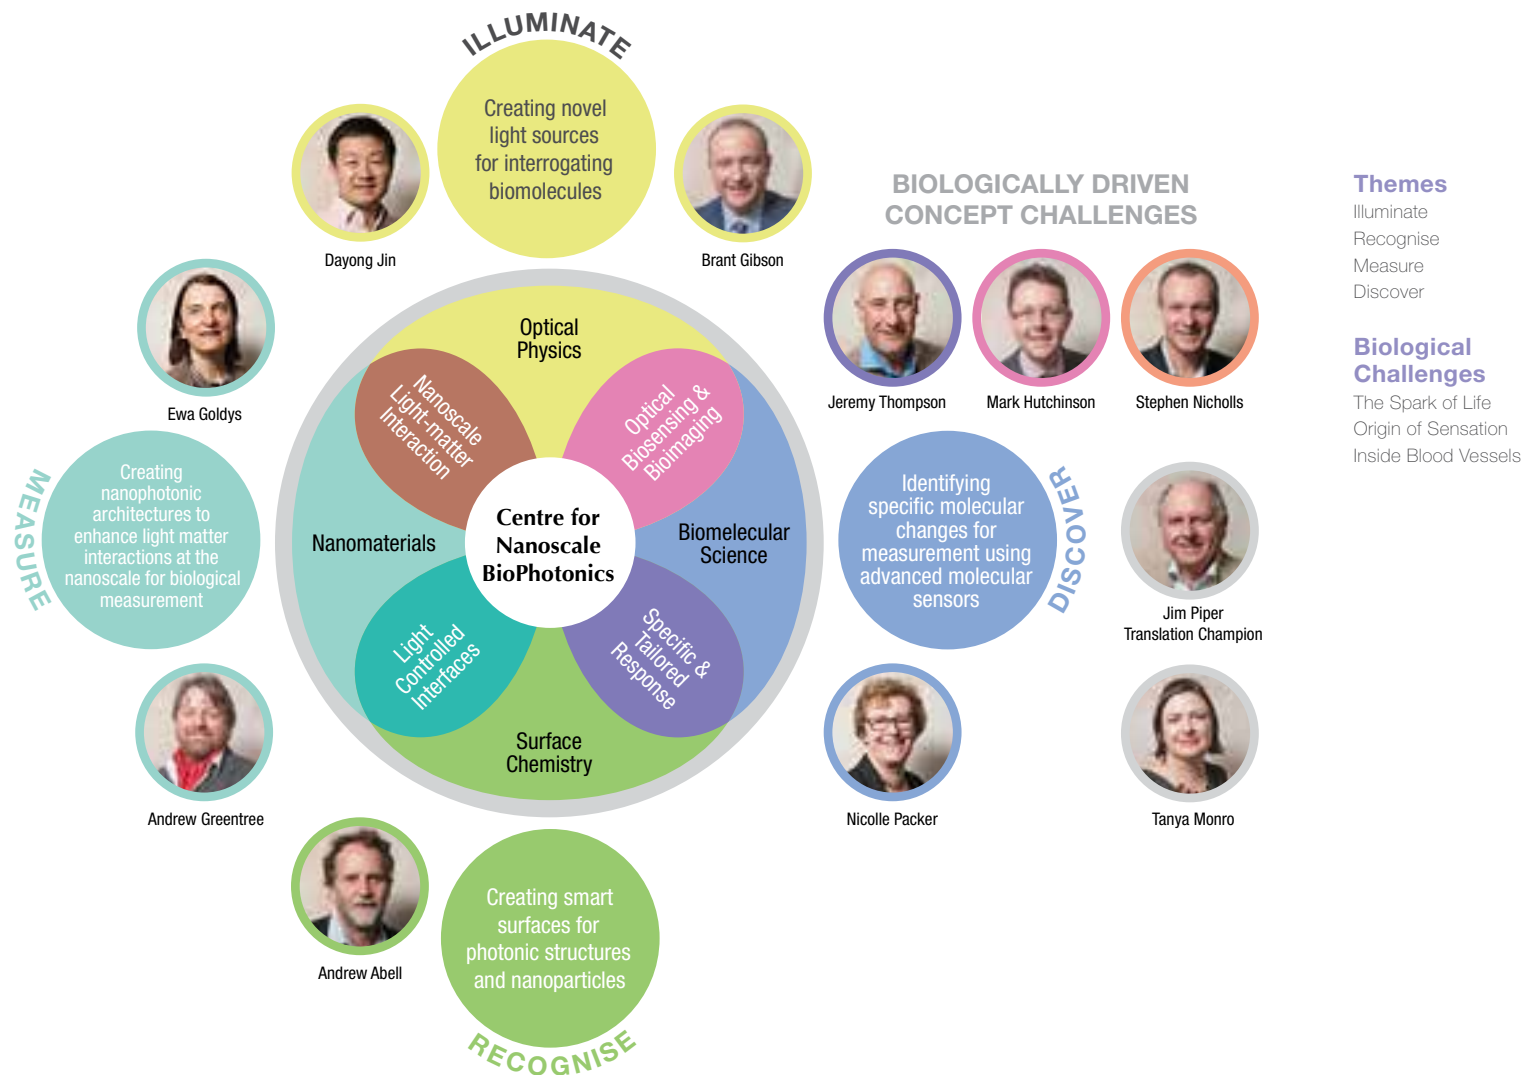 ILLUMINATE
Creating novel
light sources
for interrogating
biomolecules
Dayong Jin
Brant Gibson
Ewa Goldys
MEASURE
Creating
nanophotonic
architectures to
enhance light matter
interactions at the
nanoscale for biological
measurement
Andrew Greentree
Andrew Abell
Optical
Physics
Nanoscale
Light-matter
Interaction
Optical
Biosensing &
Bioimaging
Nanomaterials
Centre for
Nanoscale
BioPhotonics
Biomelecular
Science
Light
Controlled
Interfaces
Specific &
Tailored
Response
Surface
Chemistry
Creating smart
surfaces for
photonic structures
and nanoparticles
RECOGNISE
BIOLOGICALLY DRIVEN
CONCEPT CHALLENGES
Jeremy Thompson
Mark Hutchinson
Stephen Nicholls
Identifying
specific molecular
changes for
measurement using
advanced molecular
sensors
DISCOVER
Jim Piper
Translation Champion
Nicolle Packer
Tanya Monro
Themes
Illuminate
Recognise
Measure
Discover
Biological
Challenges
The Spark of Life
Origin of Sensation
Inside Blood Vessels